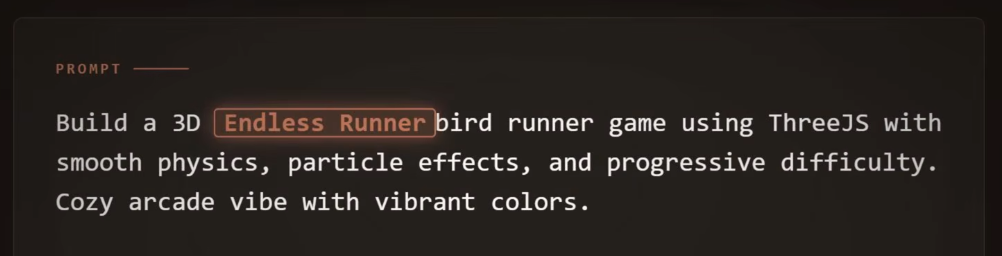 PROMPT
Build a 3D Endless Runner bird runner game using ThreeJS with
smooth physics, particle effects, and progressive difficulty.
Cozy arcade vibe with vibrant colors.